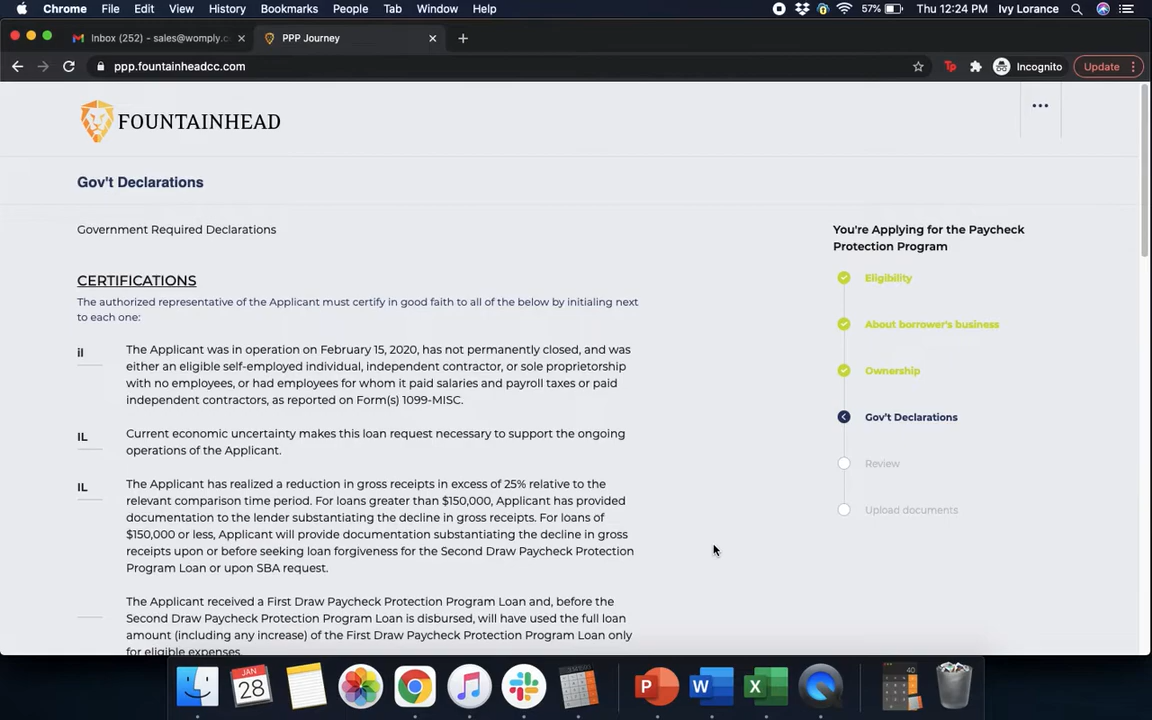 Chrome File Edit View History Bookmarks People Tab Window Help 57% Thu 12:24 PM Ivy Lorance
Inbox (252) - sales@womply.c
PPP Journey
ppp.fountainheadcc.com
Incognito
Update
FOUNTAINHEAD
Gov't Declarations
Government Required Declarations
CERTIFICATIONS
The authorized representative of the Applicant must certify in good faith to all of the below by initialing next
to each one:
il
The Applicant was in operation on February 15, 2020, has not permanently closed, and was
either an eligible self-employed individual, independent contractor, or sole proprietorship
with no employees, or had employees for whom it paid salaries and payroll taxes or paid
independent contractors, as reported on Form(s) 1099-MISC.
IL
Current economic uncertainty makes this loan request necessary to support the ongoing
operations of the Applicant.
IL
The Applicant has realized a reduction in gross receipts in excess of 25% relative to the
relevant comparison time period. For loans greater than $150,000, Applicant has provided
documentation to the lender substantiating the decline in gross receipts. For loans of
$150,000 or less, Applicant will provide documentation substantiating the decline in gross
receipts upon or before seeking loan forgiveness for the Second Draw Paycheck Protection
Program Loan or upon SBA request.
The Applicant received a First Draw Paycheck Protection Program Loan and, before the
Second Draw Paycheck Protection Program Loan is disbursed, will have used the full loan
amount (including any increase) of the First Draw Paycheck Protection Program Loan only
for eligible expenses.
You're Applying for the Paycheck
Protection Program
Eligibility
About borrower's business
Ownership
Gov't Declarations
Review
Upload documents
JAN
28
P
W
X
40